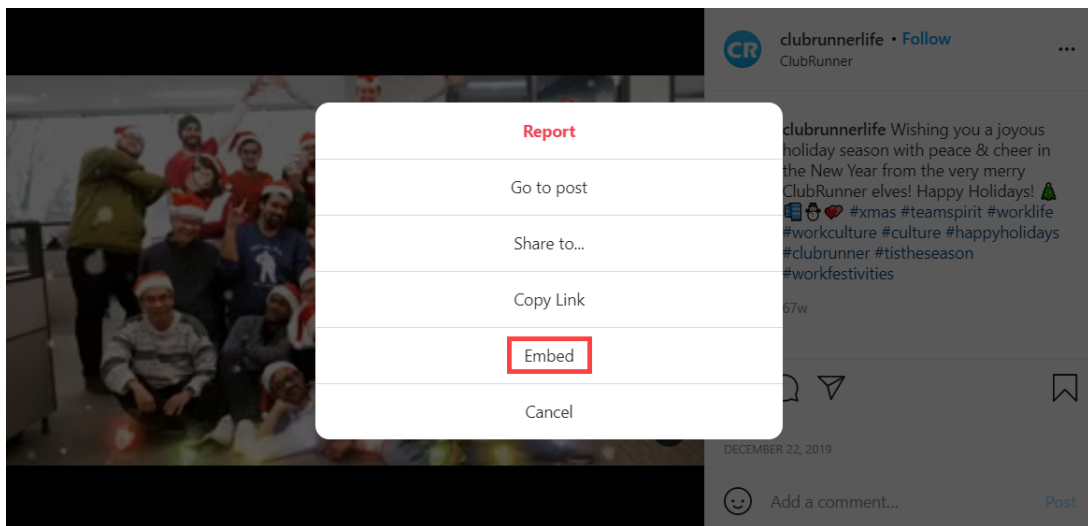 CR
clubrunnerlife • Follow
ClubRunner
...
Report
Go to post
Share to...
Copy Link
Embed
Cancel
clubrunnerlife Wishing you a joyous
holiday season with peace & cheer in
the New Year from the very merry
ClubRunner elves! Happy Holidays! 🎄
📘⛄💝 #xmas #teamspirit #worklife
#workculture #culture #happyholidays
#clubrunner #tistheseason
#workfestivities
67w
DECEMBER 22, 2019
Add a comment...
Post